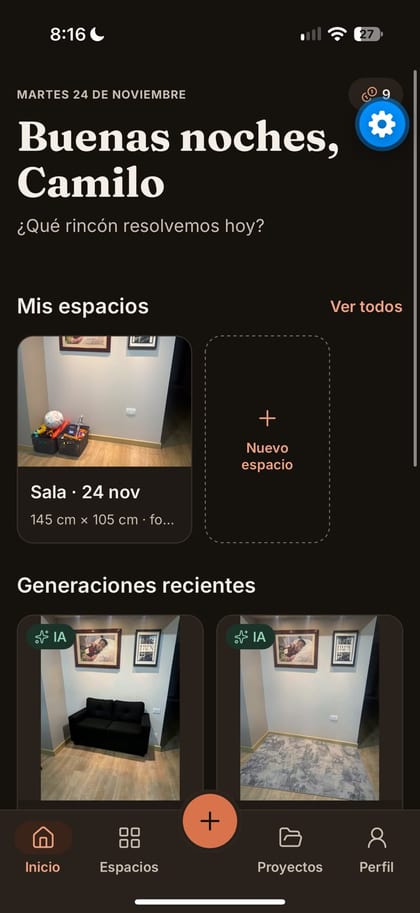 8:16
27
MARTES 24 DE NOVIEMBRE
9
Buenas noches,
Camilo
¿Qué rincón resolvemos hoy?
Mis espacios
Ver todos
Sala · 24 nov
145 cm × 105 cm · fo...
Nuevo
espacio
Generaciones recientes
IA
IA
Inicio
Espacios
Proyectos
Perfil